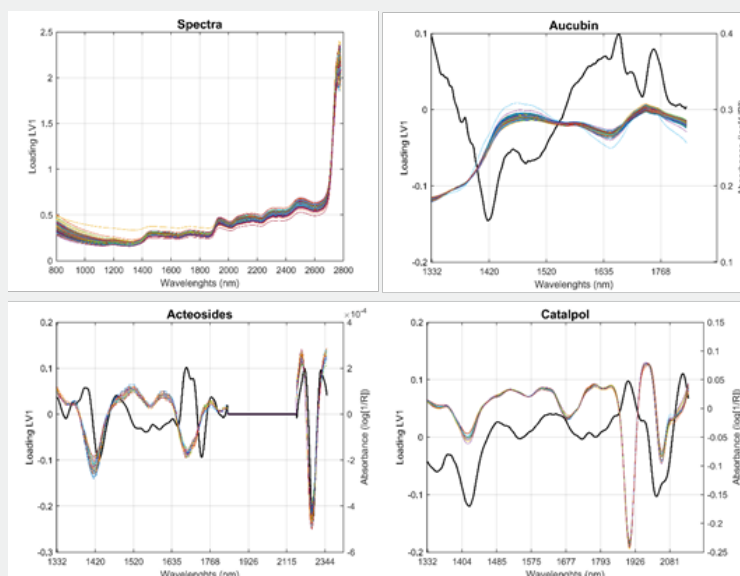 Spectra
2.5
2
1.5
1
0.5
0
Loading LV1
800 1000 1200 1400 1600 1800 2000 2200 2400 2600 2800
Wavelenghts (nm)
Aucubin
0.1
0
-0.1
-0.2
Loading LV1
0.4
0.3
0.2
0.1
1332 1420 1520 1635 1768
Wavelenghts (nm)
Acteosides
0.2
0.1
0
-0.1
-0.2
-0.3
Loading LV1
×10⁻⁴
4
2
0
-2
-4
-6
Absorbance (log[1/R])
1332 1420 1520 1635 1768 1926 2115 2344
Wavelenghts (nm)
Catalpol
0.2
0.1
0
-0.1
-0.2
Loading LV1
0.15
0.1
0.05
0
-0.05
-0.1
-0.15
-0.2
-0.25
Absorbance (log[1/R])
1332 1404 1485 1575 1677 1793 1926 2081
Wavelenghts (nm)